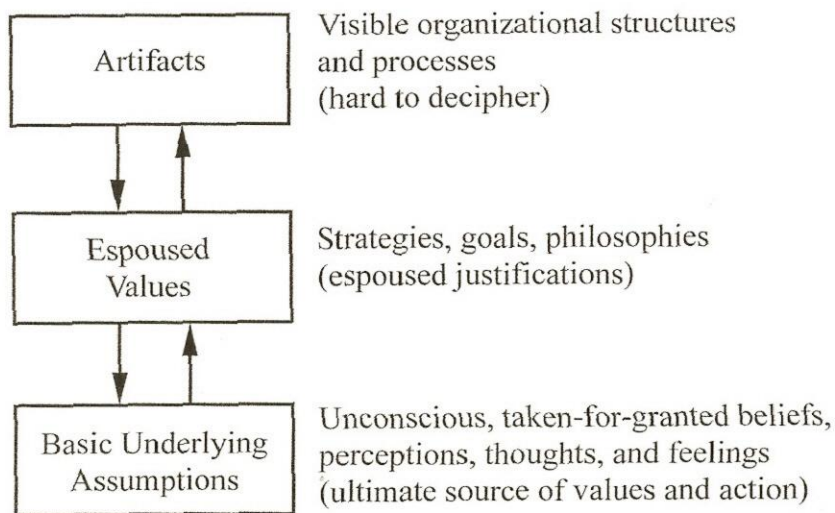 Artifacts
Visible organizational structures
and processes
(hard to decipher)
Espoused
Values
Strategies, goals, philosophies
(espoused justifications)
Basic Underlying
Assumptions
Unconscious, taken-for-granted beliefs,
perceptions, thoughts, and feelings
(ultimate source of values and action)